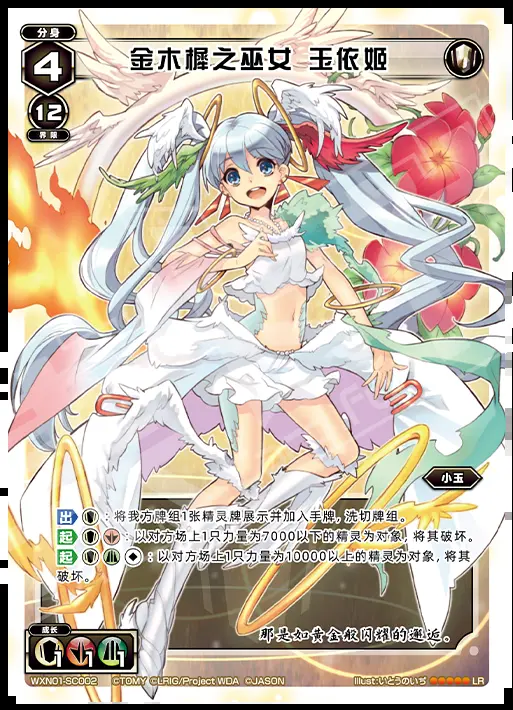 分身
4
金木樨之巫女 玉依姬
12
界限
小玉
出 : 将我方牌组1张精灵牌展示并加入手牌, 洗切牌组。
起 : 以对方场上1只力量为7000以下的精灵为对象, 将其破坏。
起 : 以对方场上1只力量为10000以上的精灵为对象, 将其
破坏。
成长
那是如黄金般闪耀的邂逅。
WXN01-SC002 ©TOMY ©LRIG/Project WDA ©JASON Illust:いとうのいぢ LR